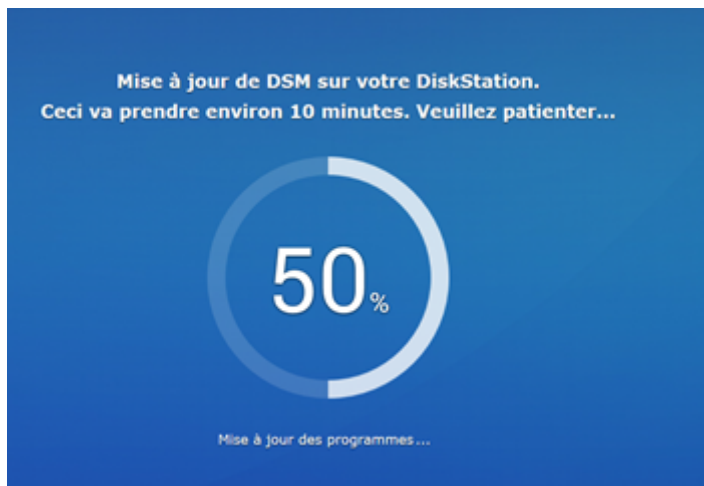 Mise à jour de DSM sur votre DiskStation.
Ceci va prendre environ 10 minutes. Veuillez patienter...
50%
Mise à jour des programmes...